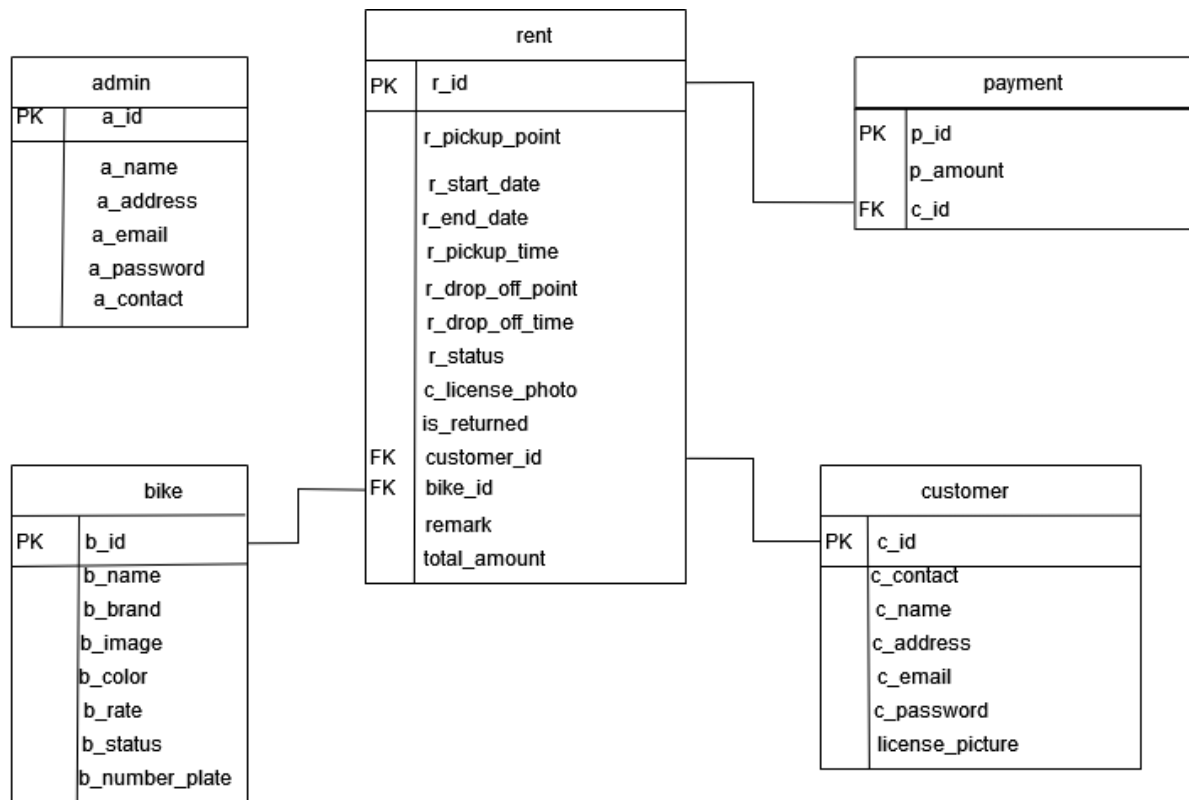 admin
PK a_id
a_name
a_address
a_email
a_password
a_contact
rent
PK r_id
r_pickup_point
r_start_date
r_end_date
r_pickup_time
r_drop_off_point
r_drop_off_time
r_status
c_license_photo
is_returned
FK customer_id
FK bike_id
remark
total_amount
payment
PK p_id
p_amount
FK c_id
bike
PK b_id
b_name
b_brand
b_image
b_color
b_rate
b_status
b_number_plate
customer
PK c_id
c_contact
c_name
c_address
c_email
c_password
license_picture